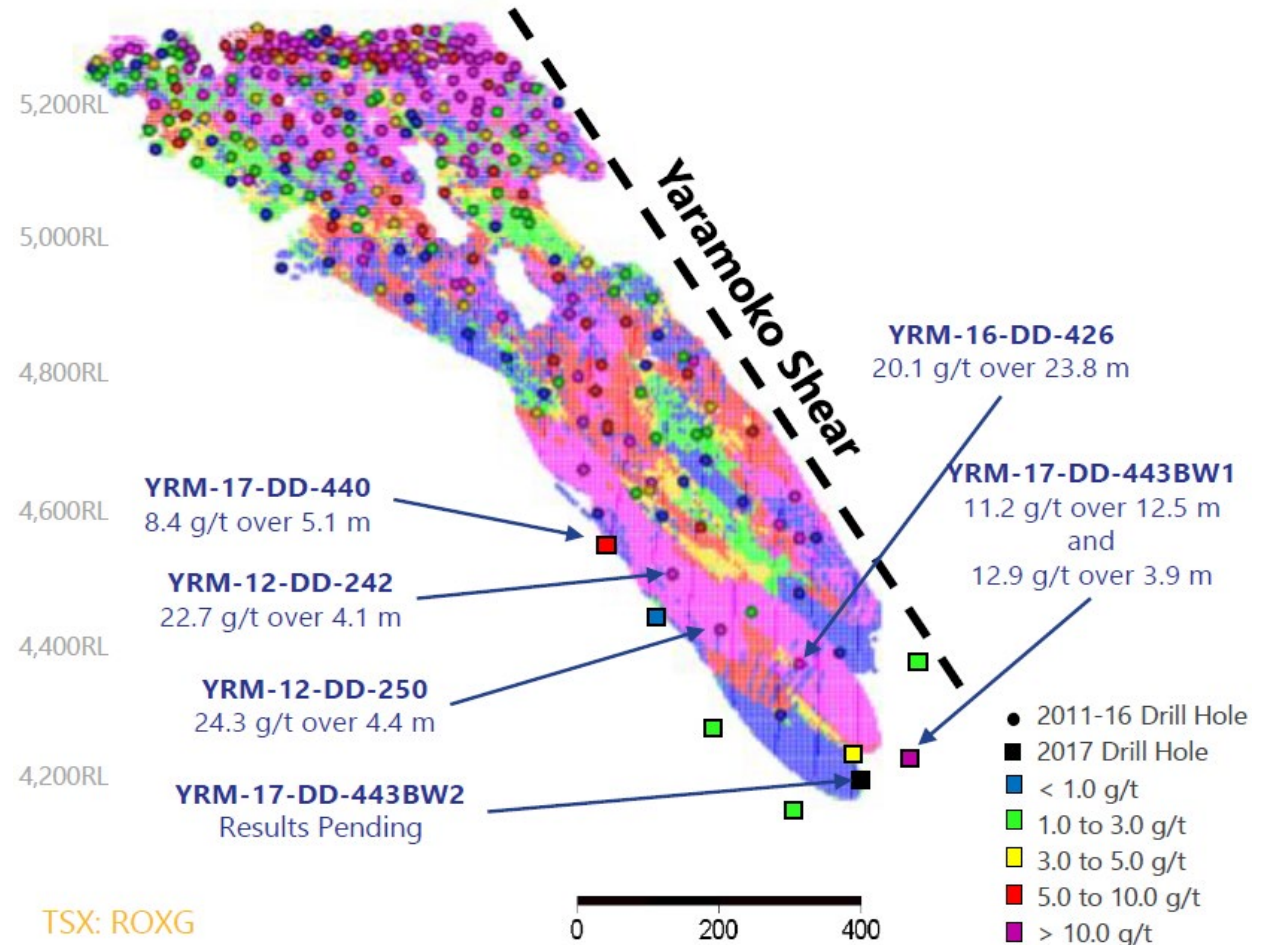 5,200RL
5,000RL
4,800RL
4,600RL
4,400RL
4,200RL
Yaramoko Shear
YRM-16-DD-426
20.1 g/t over 23.8 m
YRM-17-DD-443BW1
11.2 g/t over 12.5 m
and
12.9 g/t over 3.9 m
YRM-17-DD-440
8.4 g/t over 5.1 m
YRM-12-DD-242
22.7 g/t over 4.1 m
YRM-12-DD-250
24.3 g/t over 4.4 m
YRM-17-DD-443BW2
Results Pending
2011-16 Drill Hole
2017 Drill Hole
< 1.0 g/t
1.0 to 3.0 g/t
3.0 to 5.0 g/t
5.0 to 10.0 g/t
> 10.0 g/t
TSX: ROXG
0 200 400